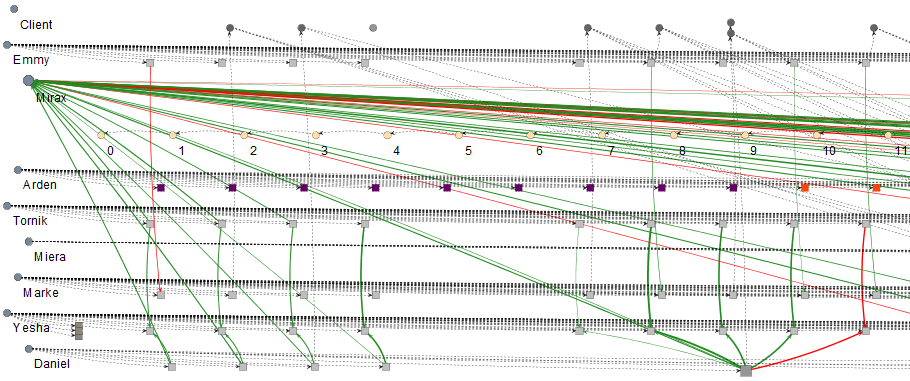 Client
Emmy
Mirax
0 1 2 3 4 5 6 7 8 9 10 11
Arden
Tornik
Miera
Marke
Yesha
Daniel